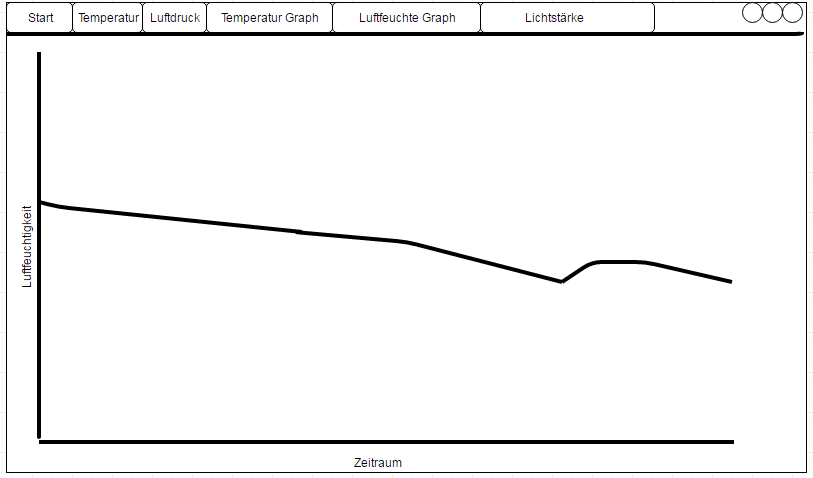 Start
Temperatur
Luftdruck
Temperatur Graph
Luftfeuchte Graph
Lichtstärke
Luftfeuchtigkeit
Zeitraum